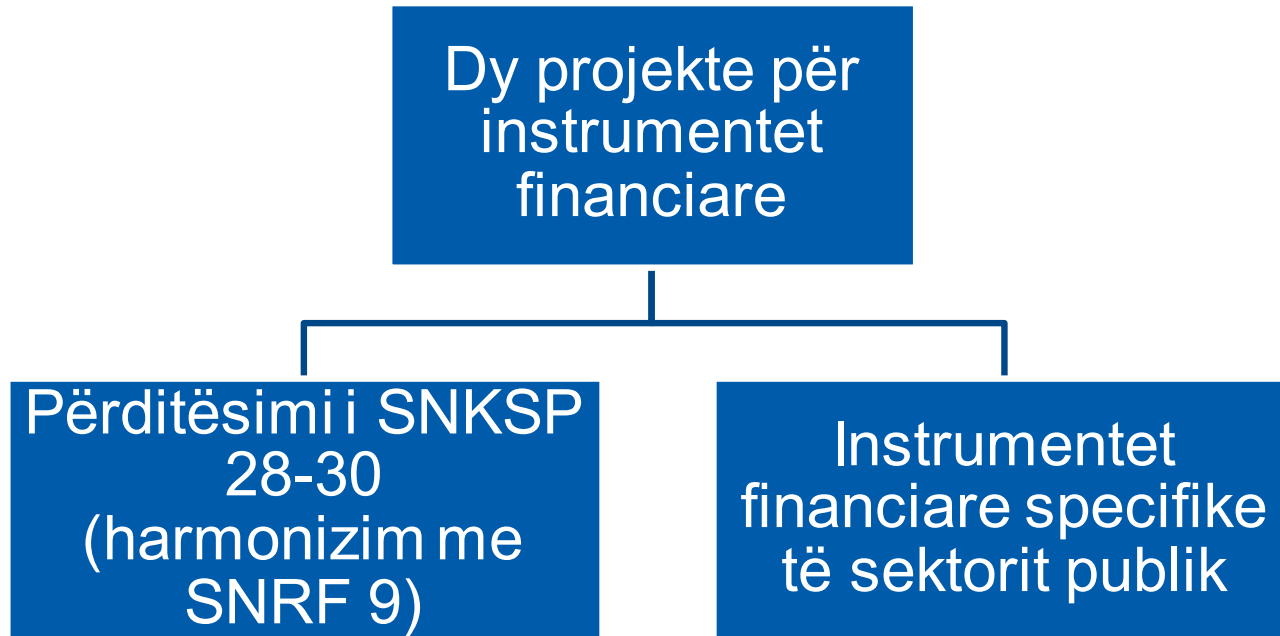 Dy projekte për
instrumentet
financiare
Përditësimi i SNKSP
28-30
(harmonizim me
SNRF 9)
Instrumentet
financiare specifike
të sektorit publik